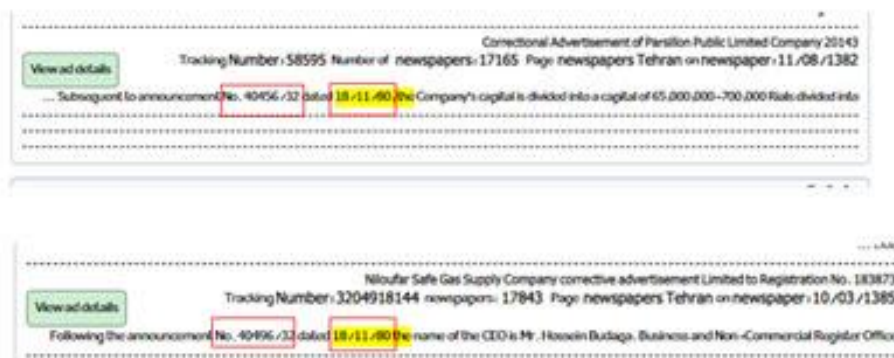 Correctional Advertisement of Parsillon Public Limited Company 20143
View ad details
Tracking Number: 58595 Number of newspapers: 17165 Page newspapers Tehran on newspaper: 11/08/1382
... Subsequent to announcement No. 40456/32 dated 18/11/80 the Company's capital is divided into a capital of 65,000,000-700,000 Rials divided into
Niloufar Safe Gas Supply Company corrective advertisement Limited to Registration No. 183873
View ad details
Tracking Number: 3204918144 newspapers: 17843 Page newspapers Tehran on newspaper: 10/03/1385
Following the announcement No. 40496/32 dated 18/11/80 the name of the CEO is Mr. Hossein Budaga. Business and Non-Commercial Register Office